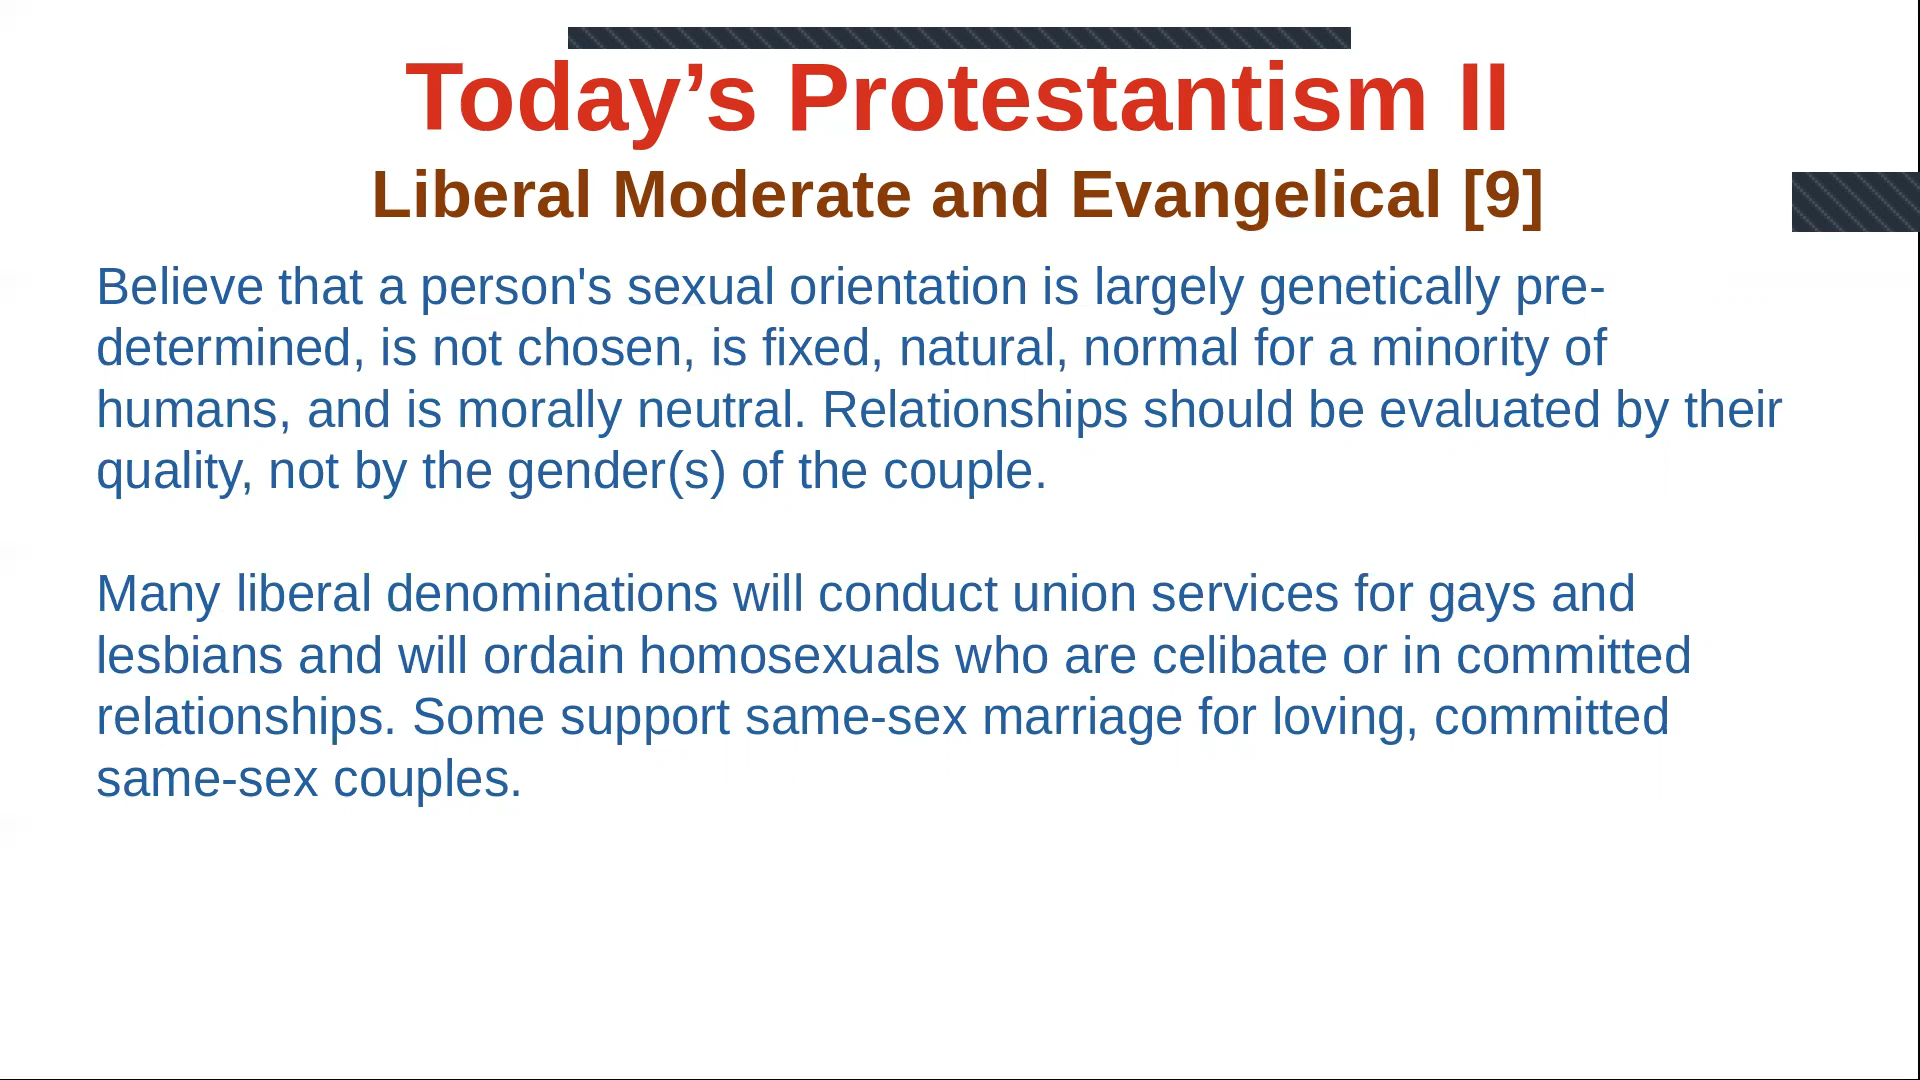 Today’s Protestantism II
Liberal Moderate and Evangelical [9]
Believe that a person's sexual orientation is largely genetically pre-
determined, is not chosen, is fixed, natural, normal for a minority of
humans, and is morally neutral. Relationships should be evaluated by their
quality, not by the gender(s) of the couple.
Many liberal denominations will conduct union services for gays and
lesbians and will ordain homosexuals who are celibate or in committed
relationships. Some support same-sex marriage for loving, committed
same-sex couples.